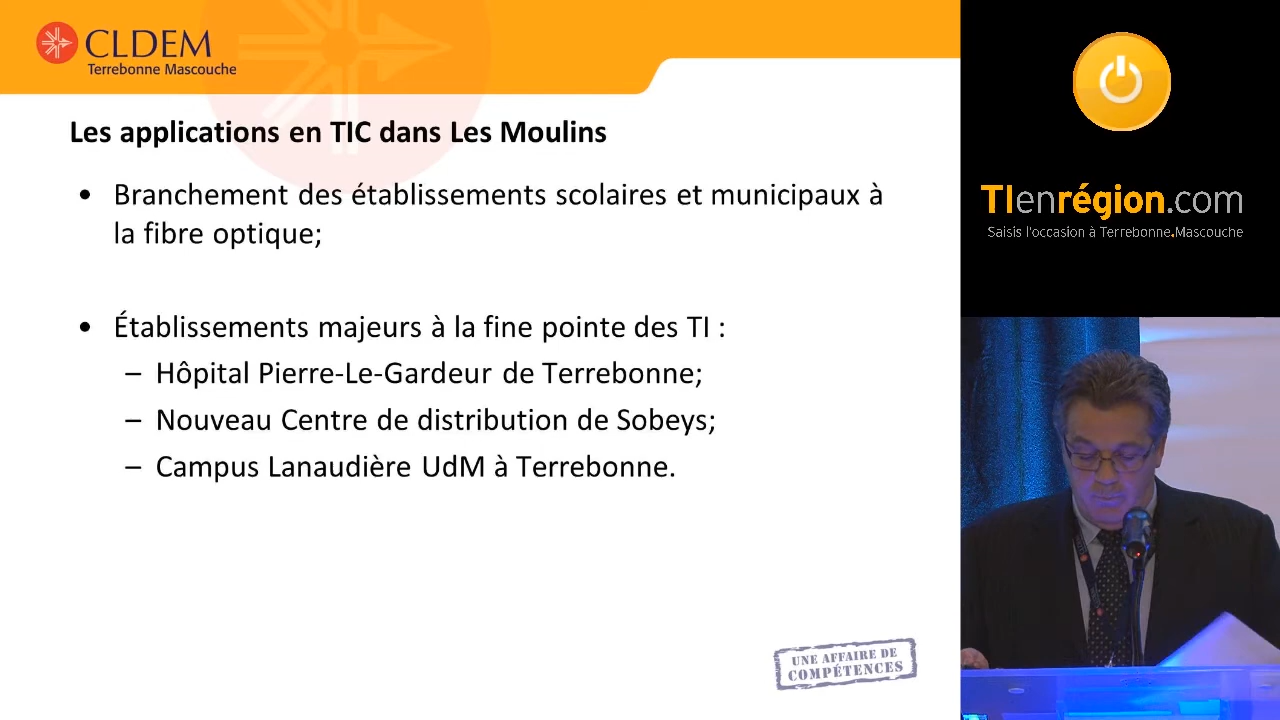 CLDEM
Terrebonne Mascouche
Les applications en TIC dans Les Moulins
• Branchement des établissements scolaires et municipaux à
la fibre optique;
• Établissements majeurs à la fine pointe des TI :
– Hôpital Pierre-Le-Gardeur de Terrebonne;
– Nouveau Centre de distribution de Sobeys;
– Campus Lanaudière UdM à Terrebonne.
UNE AFFAIRE DE
COMPÉTENCES
TIenrégion.com
Saisis l'occasion à Terrebonne.Mascouche